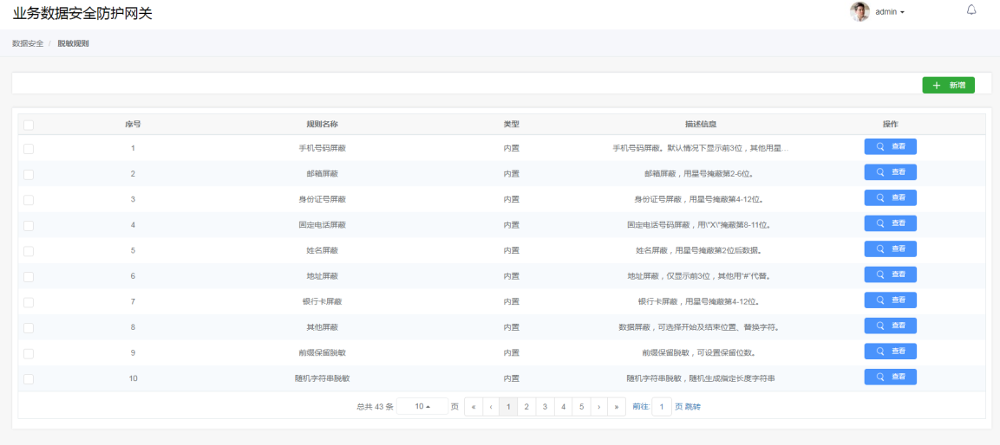 业务数据安全防护网关
admin
数据安全 / 脱敏规则
+ 新增
序号 规则名称 类型 描述信息 操作
1 手机号码屏蔽 内置 手机号码屏蔽。默认情况下显示前3位，其他用星... 查看
2 邮箱屏蔽 内置 邮箱屏蔽，用星号掩蔽第2-6位。 查看
3 身份证号屏蔽 内置 身份证号屏蔽，用星号掩蔽第4-12位。 查看
4 固定电话屏蔽 内置 固定电话号码屏蔽，用\"X\"掩蔽第8-11位。 查看
5 姓名屏蔽 内置 姓名屏蔽，用星号掩蔽第2位后数据。 查看
6 地址屏蔽 内置 地址屏蔽，仅显示前3位，其他用"#"代替。 查看
7 银行卡屏蔽 内置 银行卡屏蔽，用星号掩蔽第4-12位。 查看
8 其他屏蔽 内置 数据屏蔽，可选择开始及结束位置、替换字符。 查看
9 前缀保留脱敏 内置 前缀保留脱敏，可设置保留位数。 查看
10 随机字符串脱敏 内置 随机字符串脱敏，随机生成指定长度字符串 查看
总共 43 条 10 页 « ‹ 1 2 3 4 5 › » 前往 1 页 跳转